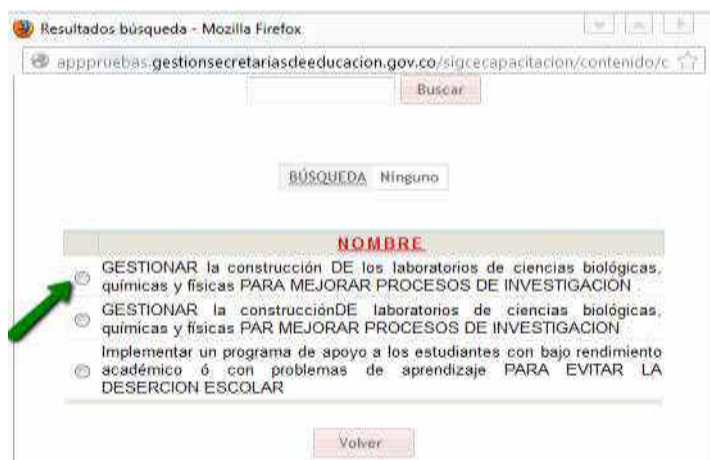 Resultados búsqueda - Mozilla Firefox
apppruebas.gestionsecretariasdeeducacion.gov.co/sigcecapacitacion/contenido/c
Buscar
BÚSQUEDA Ninguno
NOMBRE
GESTIONAR la construcción DE los laboratorios de ciencias biológicas,
químicas y físicas PARA MEJORAR PROCESOS DE INVESTIGACION .
GESTIONAR la construcciónDE laboratorios de ciencias biológicas,
químicas y físicas PAR MEJORAR PROCESOS DE INVESTIGACION
Implementar un programa de apoyo a los estudiantes con bajo rendimiento
académico ó con problemas de aprendizaje PARA EVITAR LA
DESERCION ESCOLAR
Volver